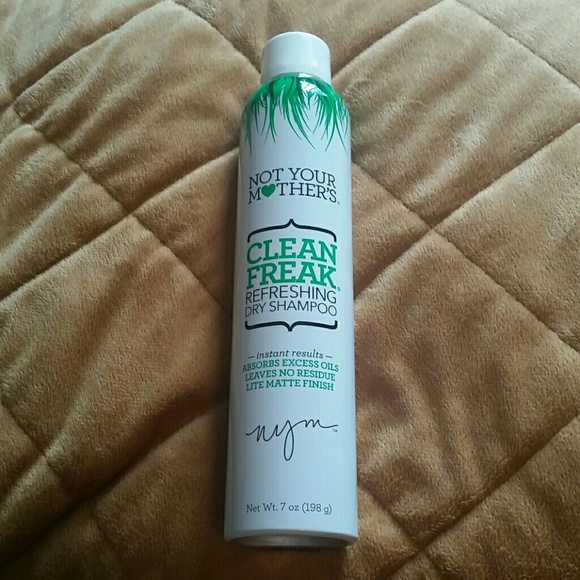 NOT YOUR
MOTHER'S®
CLEAN
FREAK®
REFRESHING
DRY SHAMPOO
— instant results —
ABSORBS EXCESS OILS
LEAVES NO RESIDUE
LITE MATTE FINISH
nym™
Net Wt. 7 oz (198 g)